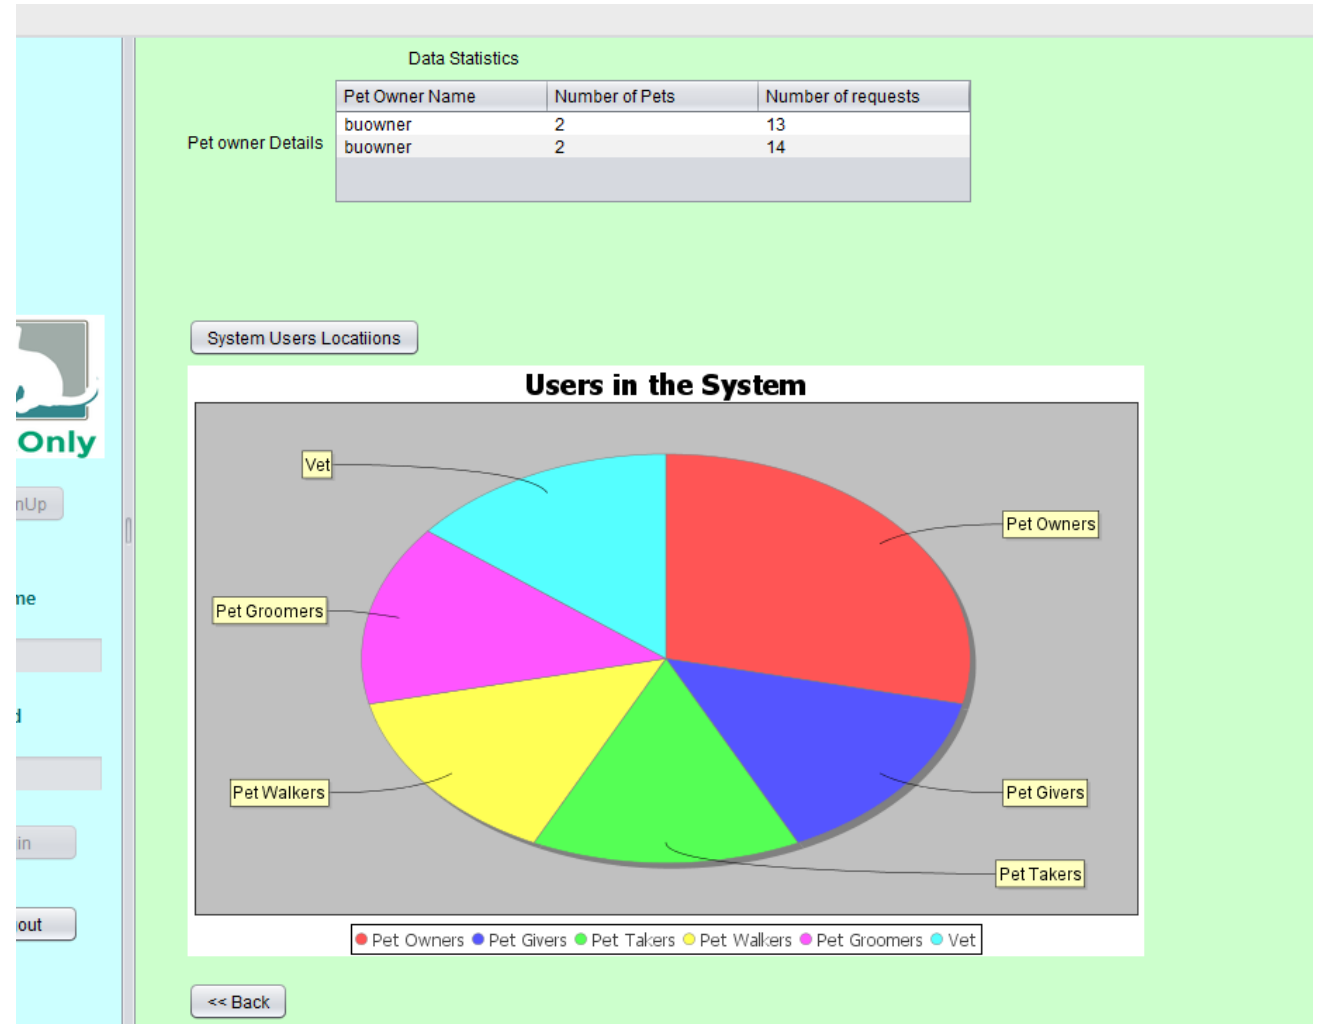 Data Statistics
Pet Owner Name Number of Pets Number of requests
Pet owner Details
buowner 2 13
buowner 2 14
System Users Locatiions
Only
nUp
me
d
in
out
Users in the System
Vet
Pet Owners
Pet Groomers
Pet Walkers
Pet Givers
Pet Takers
Pet Owners Pet Givers Pet Takers Pet Walkers Pet Groomers Vet
<< Back